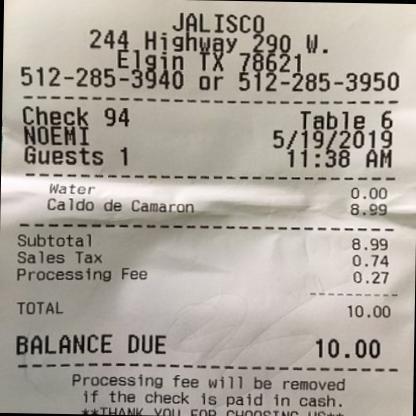 JALISCO
244 Highway 290 W.
Elgin TX 78621
512-285-3940 or 512-285-3950
Check 94 Table 6
NOEMI 5/19/2019
Guests 1 11:38 AM
Water 0.00
Caldo de Camaron 8.99
Subtotal 8.99
Sales Tax 0.74
Processing Fee 0.27
TOTAL 10.00
BALANCE DUE 10.00
Processing fee will be removed
if the check is paid in cash.
**THANK YOU FOR CHOOSING US**